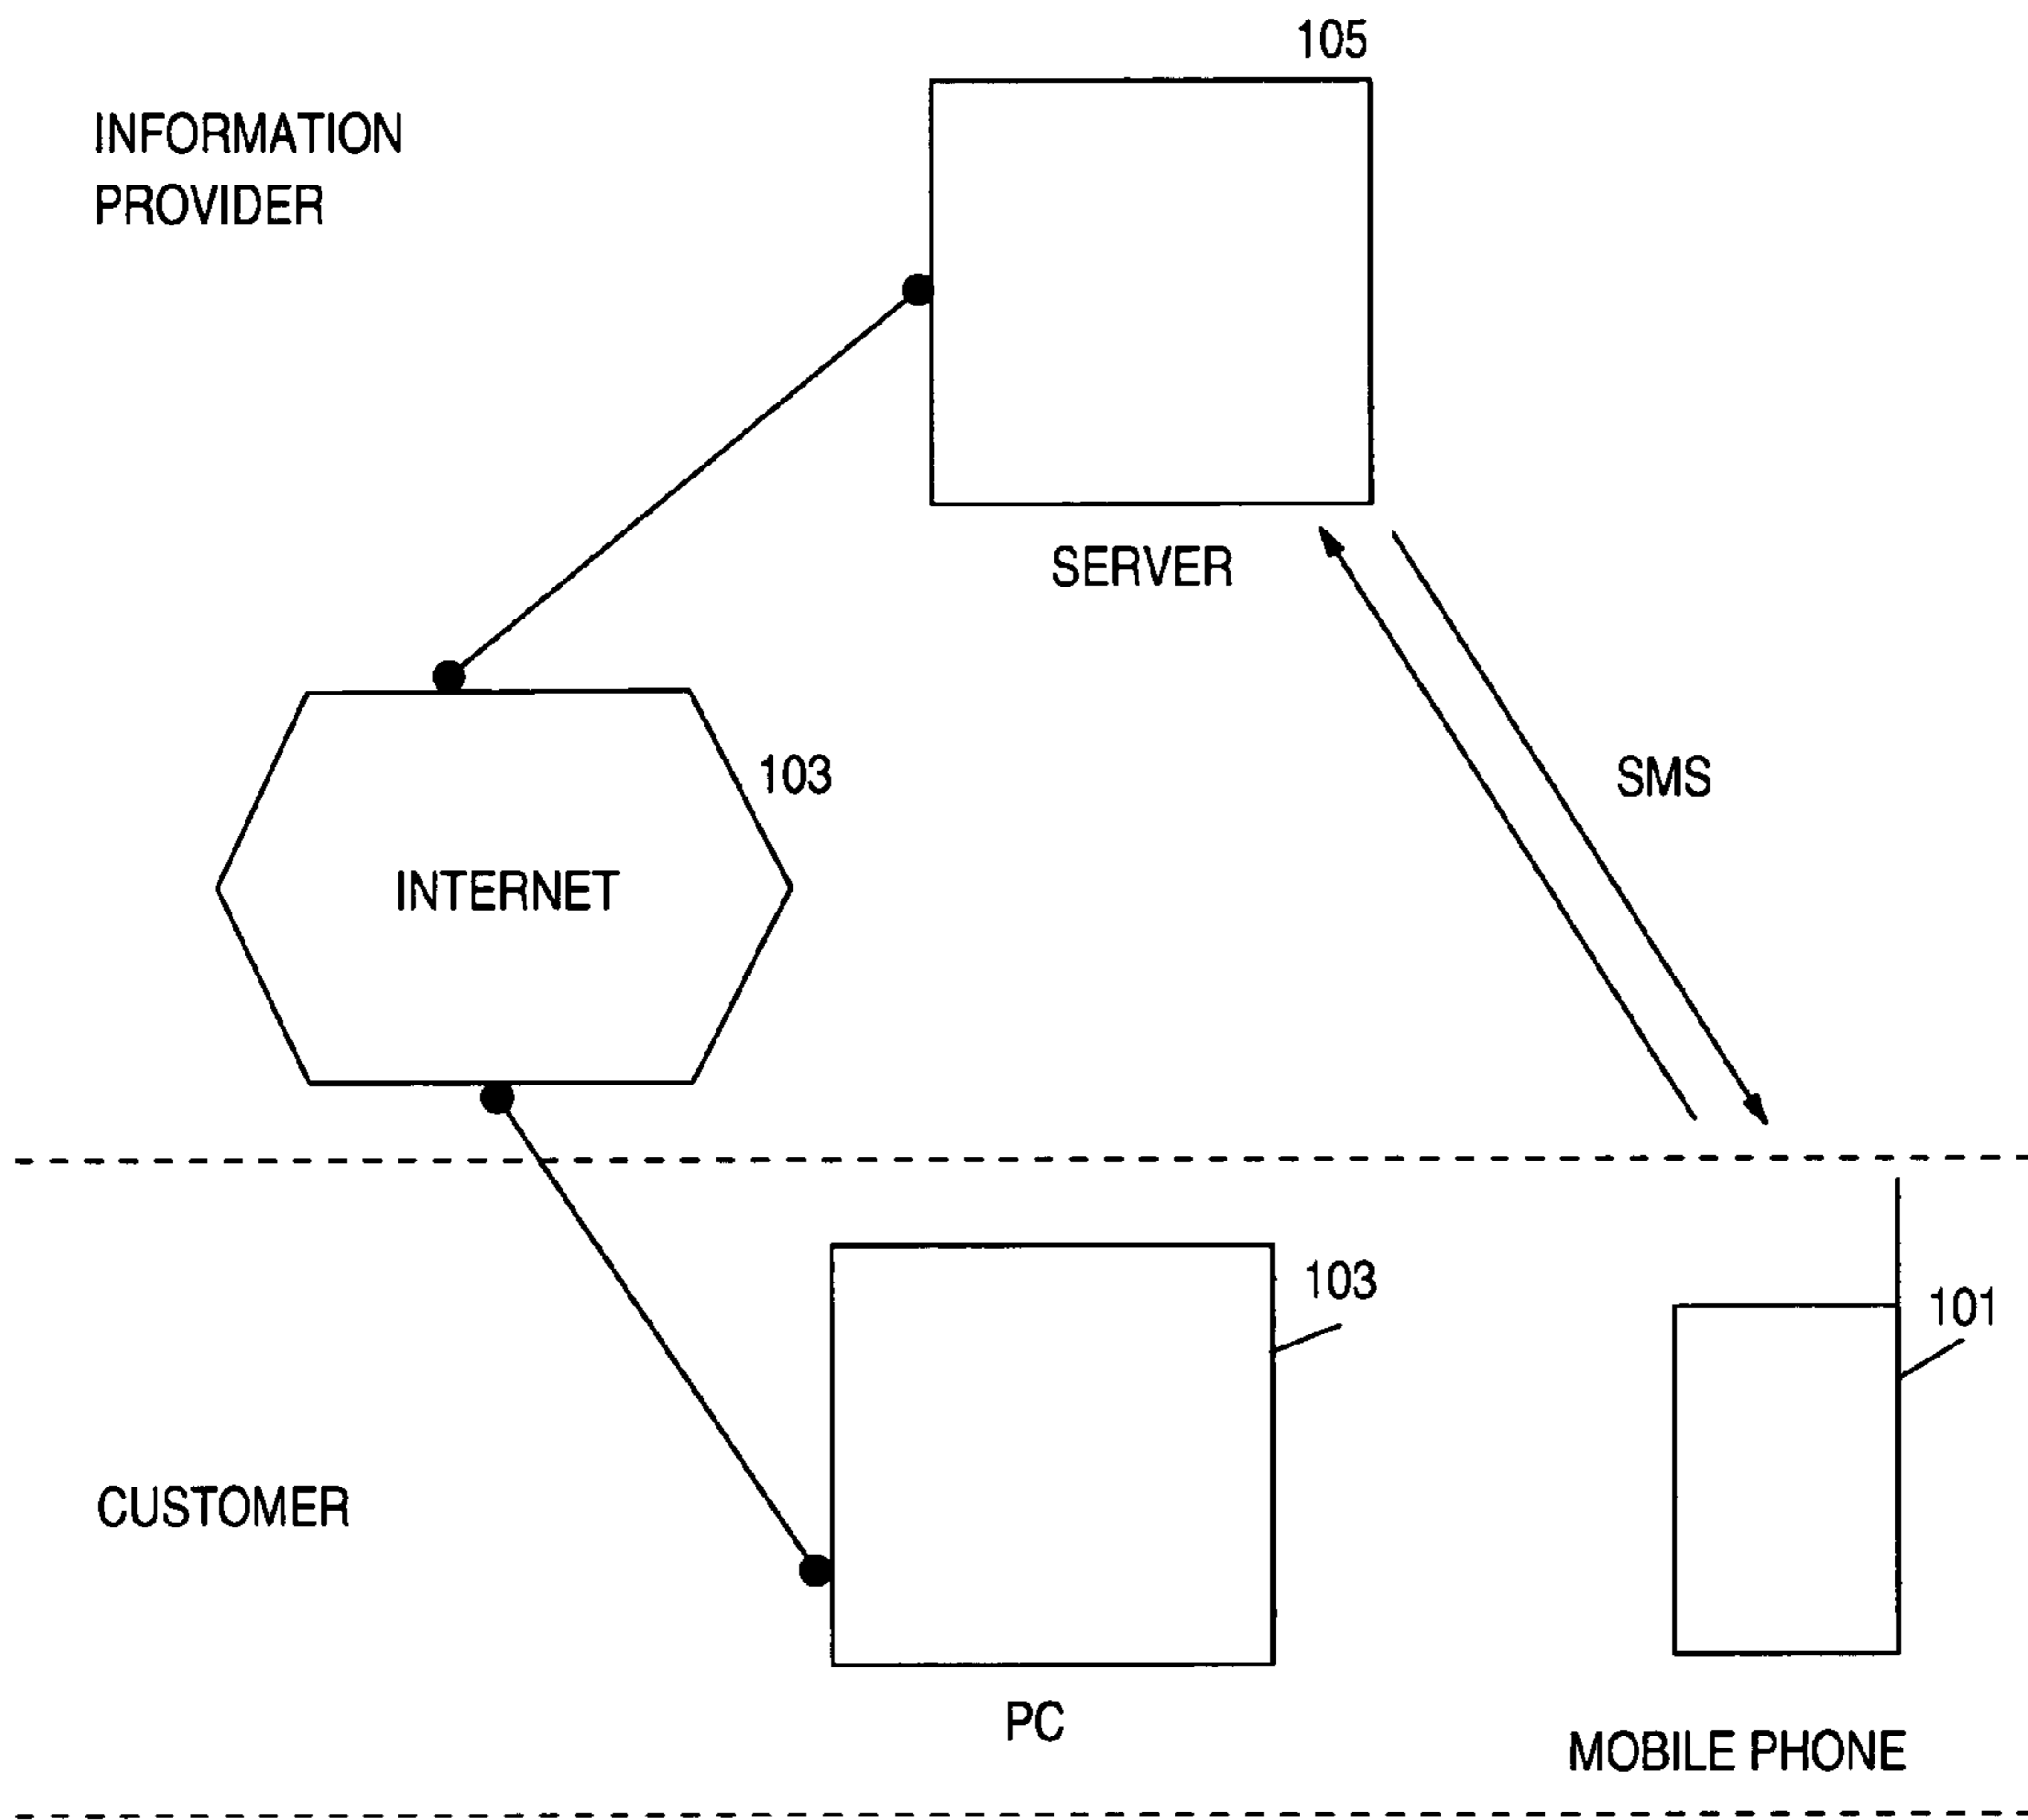 105
INFORMATION
PROVIDER
SERVER
103
SMS
INTERNET
103
101
CUSTOMER
PC
MOBILE PHONE